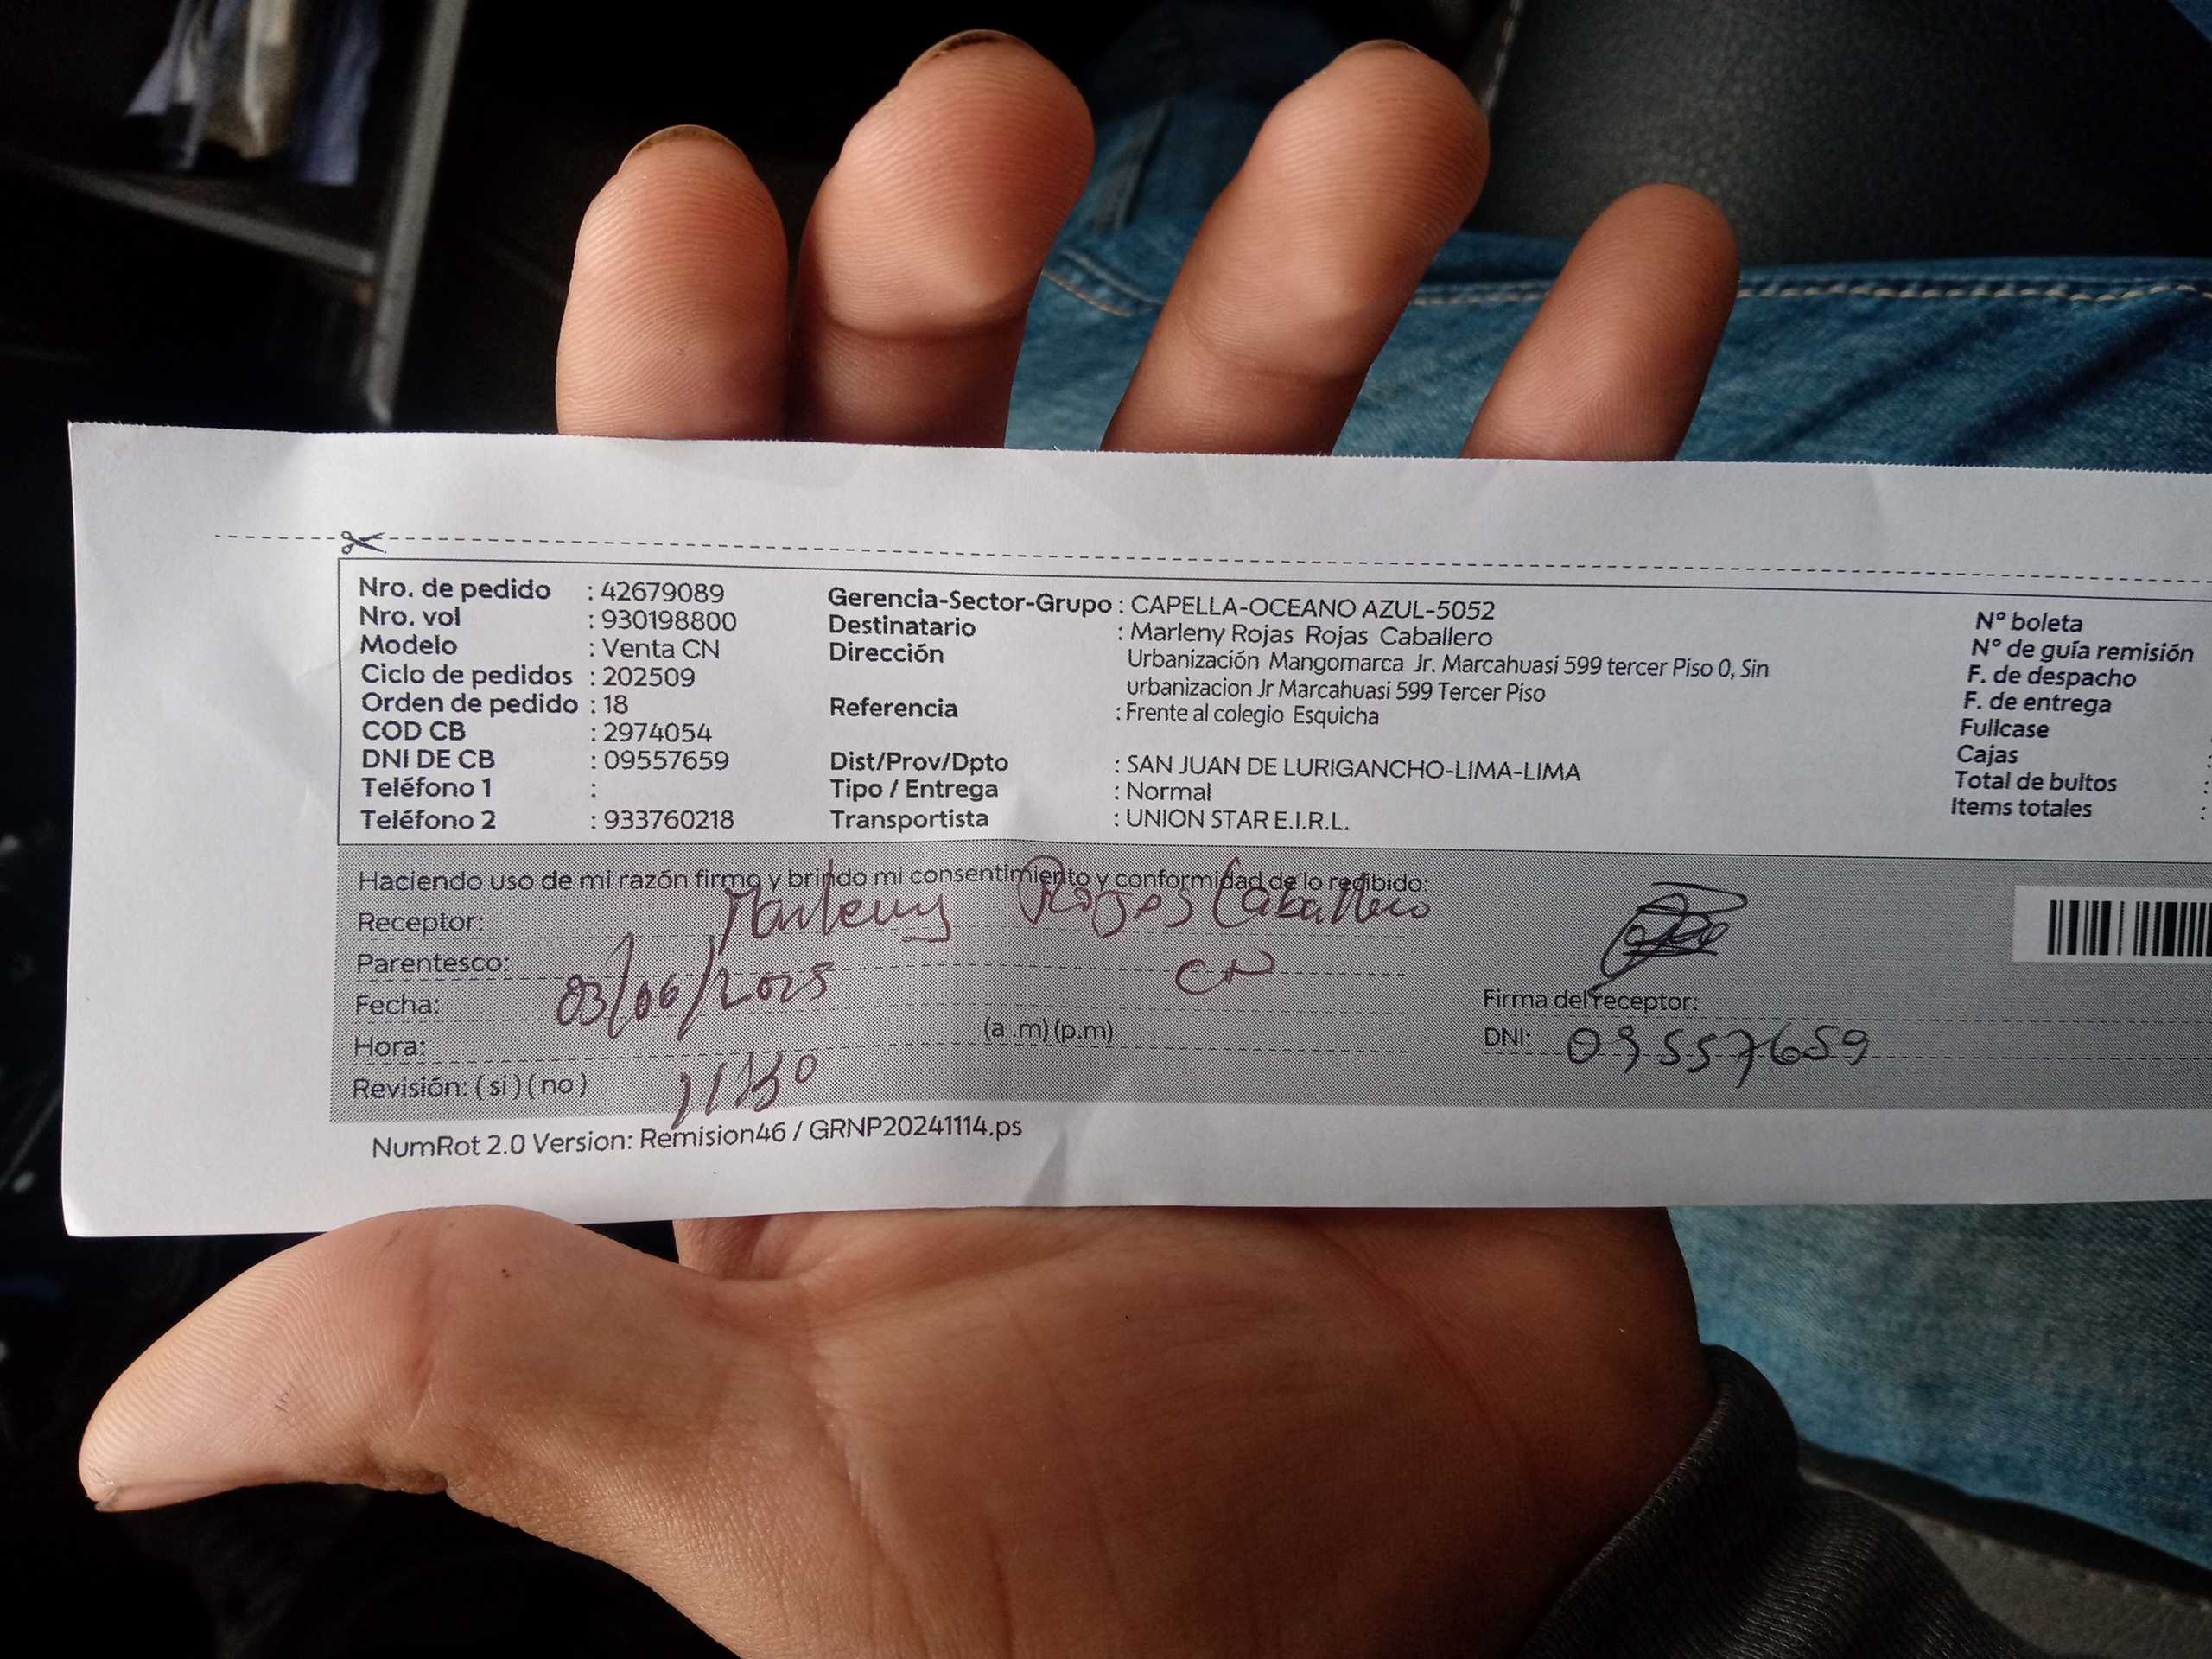 Nro. de pedido : 42679089
Nro. vol : 930198800
Modelo : Venta CN
Ciclo de pedidos : 202509
Orden de pedido : 18
COD CB : 2974054
DNI DE CB : 09557659
Teléfono 1 :
Teléfono 2 : 933760218
Gerencia-Sector-Grupo : CAPELLA-OCEANO AZUL-5052
Destinatario : Marleny Rojas Rojas Caballero
Dirección Urbanización Mangomarca Jr. Marcahuasi 599 tercer Piso 0, Sin
urbanizacion Jr Marcahuasi 599 Tercer Piso
Referencia : Frente al colegio Esquicha
Dist/Prov/Dpto : SAN JUAN DE LURIGANCHO-LIMA-LIMA
Tipo / Entrega : Normal
Transportista : UNION STAR E.I.R.L.
N° boleta
N° de guía remisión
F. de despacho
F. de entrega
Fullcase
Cajas :
Total de bultos :
Items totales :
Haciendo uso de mi razón firmo y brindo mi consentimiento y conformidad de lo recibido:
Receptor: Marleny Rojas Caballero
Parentesco: CN
Fecha: 03/06/2025
Hora: (a .m) (p.m)
Revisión: ( si ) ( no )
Firma del receptor:
DNI: 09557659
NumRot 2.0 Version: Remision46 / GRNP20241114.ps